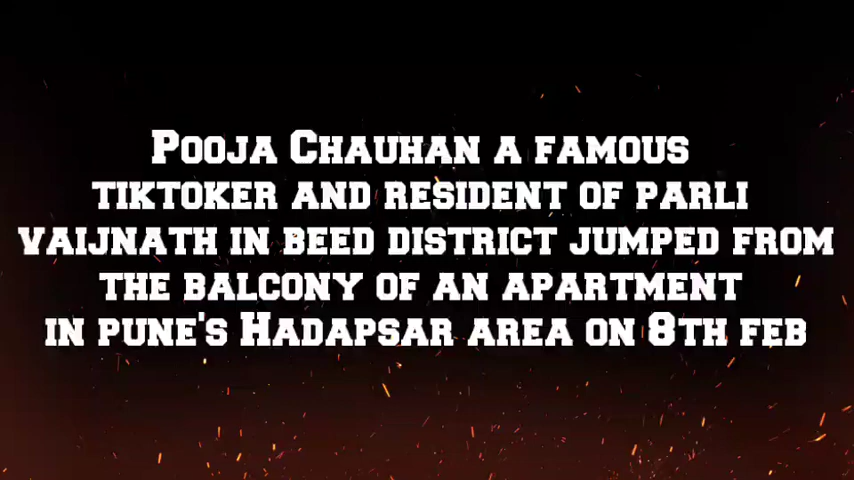 Pooja Chauhan a famous
tiktoker and resident of parli
vaijnath in beed district jumped from
the balcony of an apartment
in pune's Hadapsar area on 8th feb